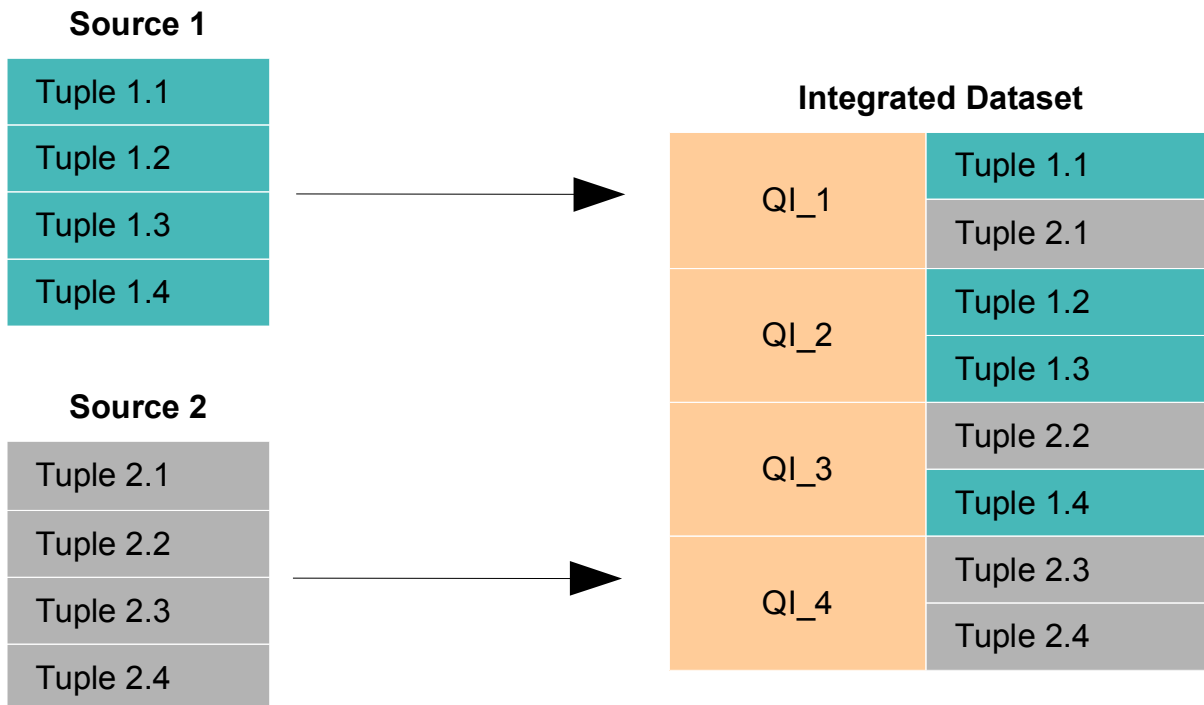 Source 1
Tuple 1.1
Tuple 1.2
Tuple 1.3
Tuple 1.4
Source 2
Tuple 2.1
Tuple 2.2
Tuple 2.3
Tuple 2.4
Integrated Dataset
QI_1
Tuple 1.1
Tuple 2.1
QI_2
Tuple 1.2
Tuple 1.3
QI_3
Tuple 2.2
Tuple 1.4
QI_4
Tuple 2.3
Tuple 2.4